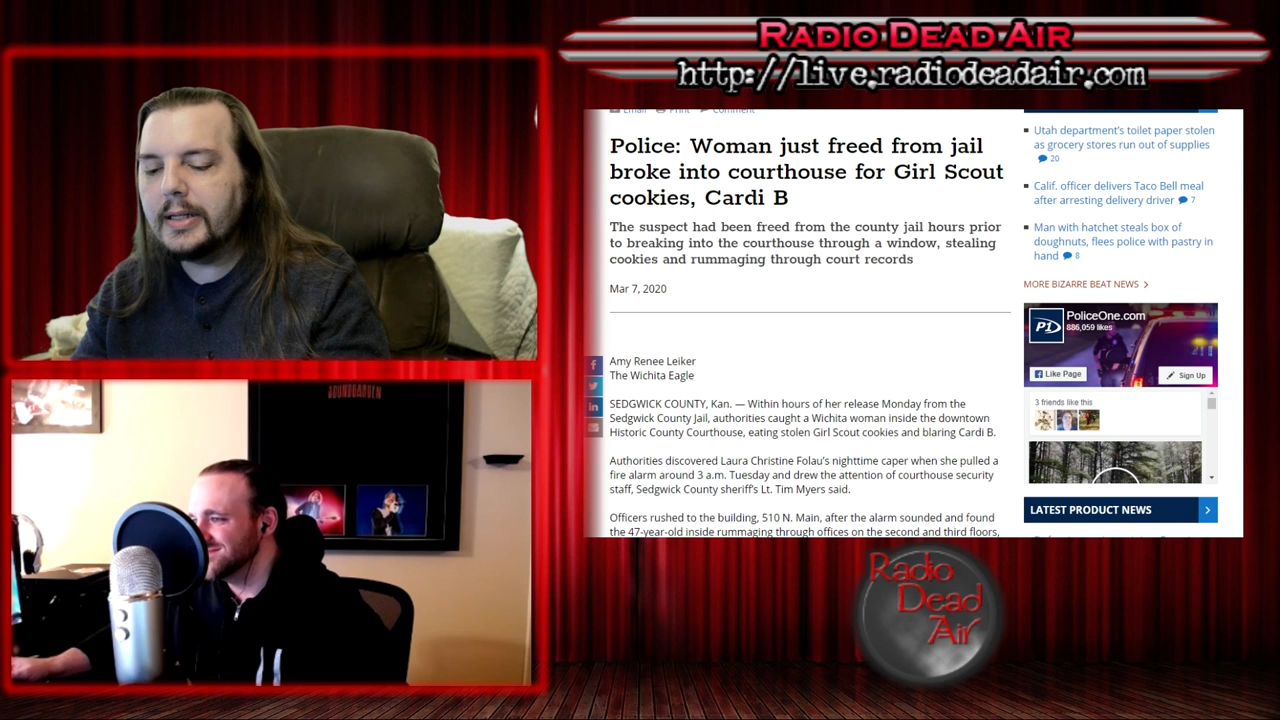 RADIO DEAD AIR
http://live.radiodeadair.com
Email Print Comment
Police: Woman just freed from jail
broke into courthouse for Girl Scout
cookies, Cardi B
The suspect had been freed from the county jail hours prior
to breaking into the courthouse through a window, stealing
cookies and rummaging through court records
Mar 7, 2020
Amy Renee Leiker
The Wichita Eagle
SEDGWICK COUNTY, Kan. — Within hours of her release Monday from the
Sedgwick County Jail, authorities caught a Wichita woman inside the downtown
Historic County Courthouse, eating stolen Girl Scout cookies and blaring Cardi B.
Authorities discovered Laura Christine Folau's nighttime caper when she pulled a
fire alarm around 3 a.m. Tuesday and drew the attention of courthouse security
staff, Sedgwick County sheriff's Lt. Tim Myers said.
Officers rushed to the building, 510 N. Main, after the alarm sounded and found
the 47-year-old inside rummaging through offices on the second and third floors,
Utah department's toilet paper stolen
as grocery stores run out of supplies
20
Calif. officer delivers Taco Bell meal
after arresting delivery driver 7
Man with hatchet steals box of
doughnuts, flees police with pastry in
hand 8
MORE BIZARRE BEAT NEWS
P1
PoliceOne.com
886,059 likes
Like Page
Sign Up
3 friends like this
LATEST PRODUCT NEWS
SOUNDGARDEN
Radio
Dead
Air